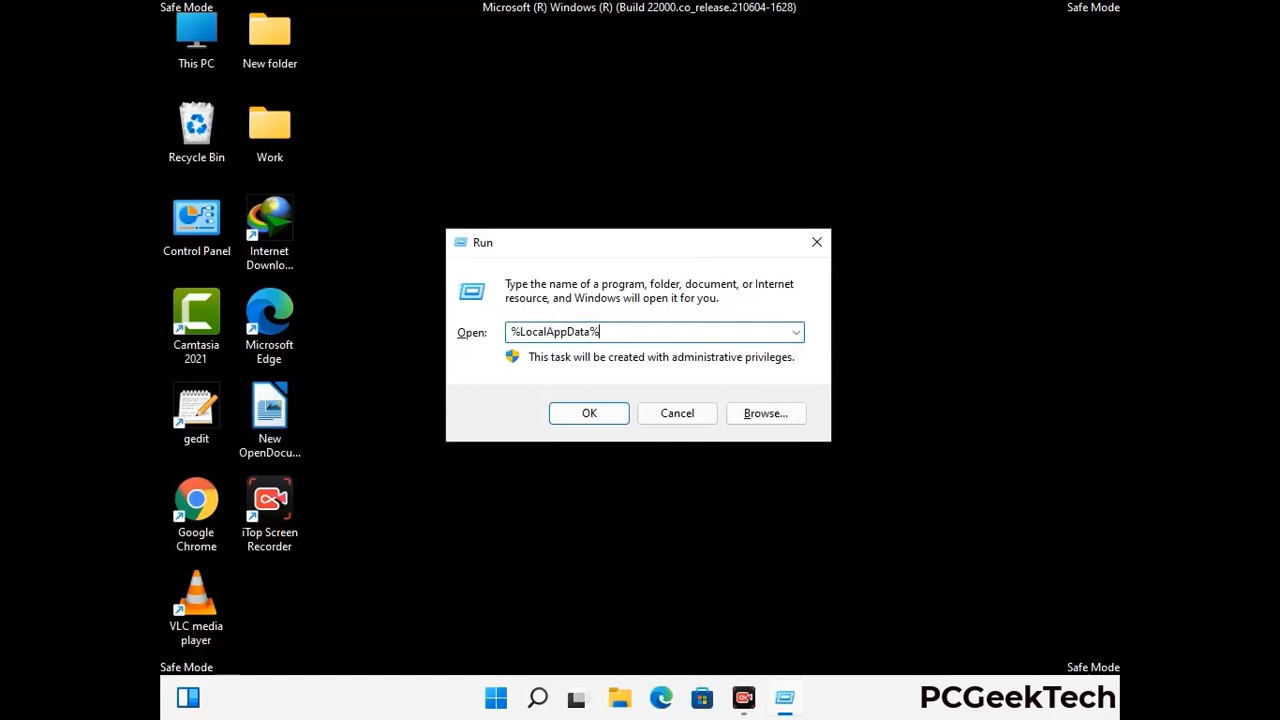 Safe Mode
Microsoft (R) Windows (R) (Build 22000.co_release.210604-1628)
Safe Mode
This PC
New folder
Recycle Bin
Work
Control Panel
Internet
Downlo...
Camtasia
2021
Microsoft
Edge
gedit
New
OpenDocu...
Google
Chrome
iTop Screen
Recorder
VLC media
player
Run
Type the name of a program, folder, document, or Internet
resource, and Windows will open it for you.
Open:
%LocalAppData%
This task will be created with administrative privileges.
OK
Cancel
Browse...
Safe Mode
Safe Mode
PCGeekTech